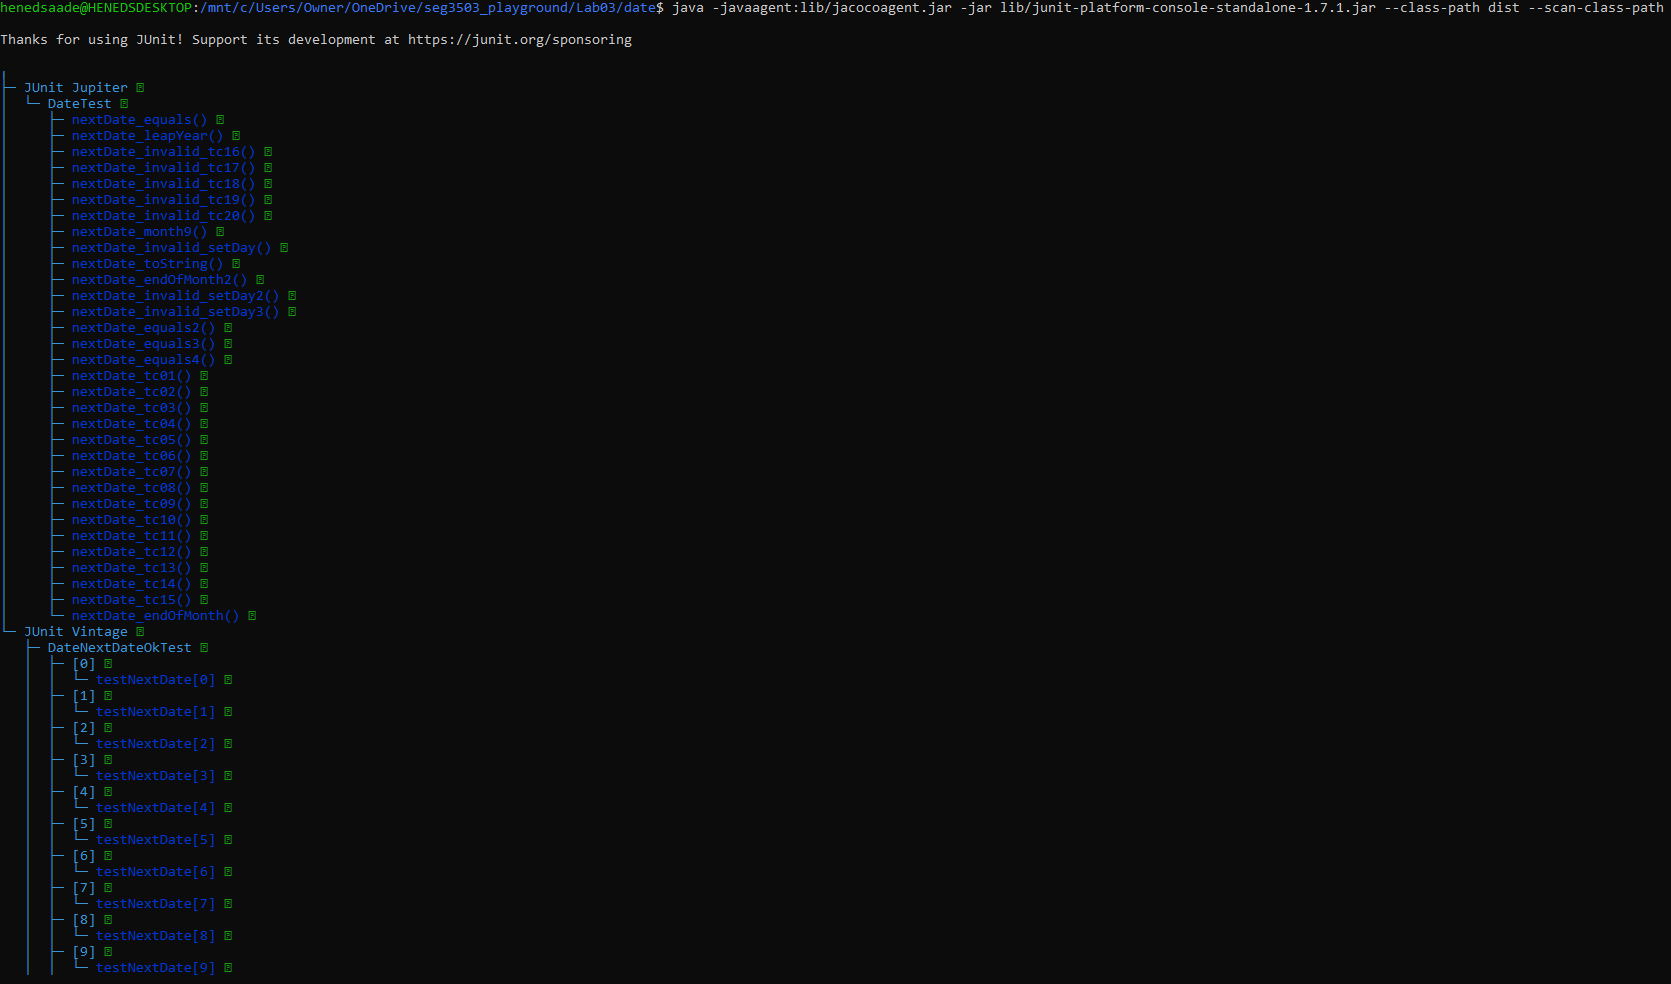 henedsaade@HENEDSDESKTOP:/mnt/c/Users/Owner/OneDrive/seg3503_playground/Lab03/date$ java -javaagent:lib/jacocoagent.jar -jar lib/junit-platform-console-standalone-1.7.1.jar --class-path dist --scan-class-path
Thanks for using JUnit! Support its development at https://junit.org/sponsoring
JUnit Jupiter
DateTest
nextDate_equals()
nextDate_leapYear()
nextDate_invalid_tc16()
nextDate_invalid_tc17()
nextDate_invalid_tc18()
nextDate_invalid_tc19()
nextDate_invalid_tc20()
nextDate_month9()
nextDate_invalid_setDay()
nextDate_toString()
nextDate_endOfMonth2()
nextDate_invalid_setDay2()
nextDate_invalid_setDay3()
nextDate_equals2()
nextDate_equals3()
nextDate_equals4()
nextDate_tc01()
nextDate_tc02()
nextDate_tc03()
nextDate_tc04()
nextDate_tc05()
nextDate_tc06()
nextDate_tc07()
nextDate_tc08()
nextDate_tc09()
nextDate_tc10()
nextDate_tc11()
nextDate_tc12()
nextDate_tc13()
nextDate_tc14()
nextDate_tc15()
nextDate_endOfMonth()
JUnit Vintage
DateNextDateOkTest
[0]
testNextDate[0]
[1]
testNextDate[1]
[2]
testNextDate[2]
[3]
testNextDate[3]
[4]
testNextDate[4]
[5]
testNextDate[5]
[6]
testNextDate[6]
[7]
testNextDate[7]
[8]
testNextDate[8]
[9]
testNextDate[9]